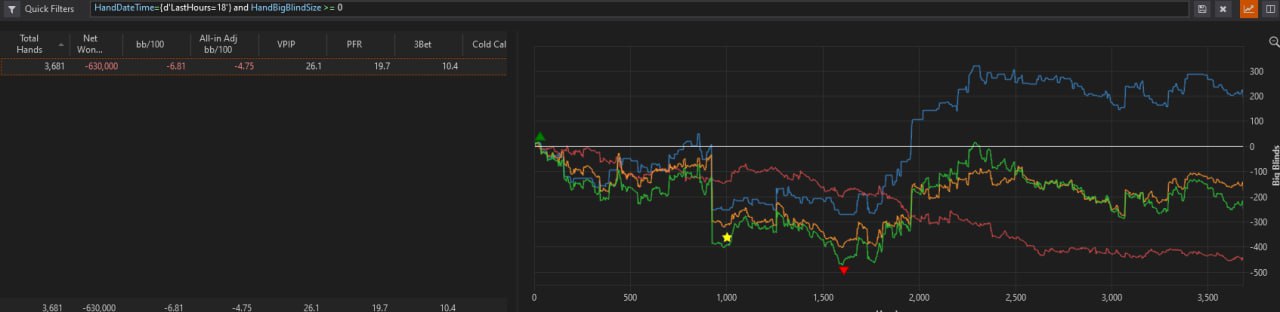 Quick Filters HandDateTime={d'LastHours=18'} and HandBigBlindSize >= 0
Total Hands Net Won... bb/100 All-in Adj bb/100 VPIP PFR 3Bet Cold Cal
3,681 -630,000 -6.81 -4.75 26.1 19.7 10.4
3,681 -630,000 -6.81 -4.75 26.1 19.7 10.4
300
200
100
0
-100
-200
-300
-400
-500
Big Blinds
0 500 1,000 1,500 2,000 2,500 3,000 3,500